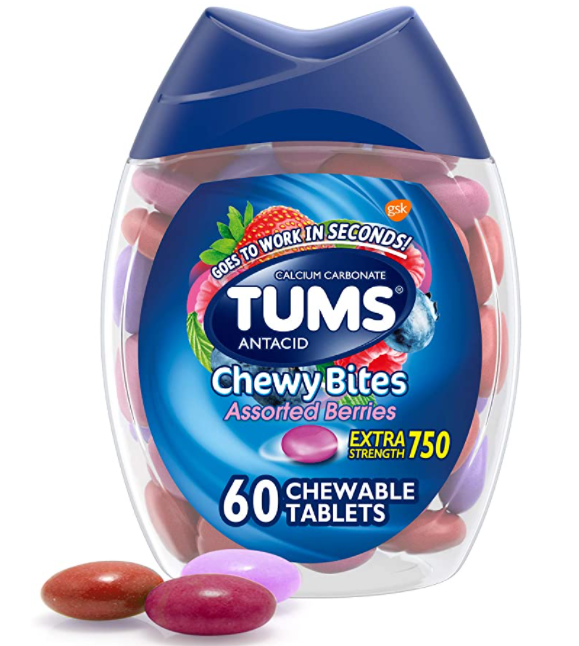 gsk
GOES TO WORK IN SECONDS!
CALCIUM CARBONATE
TUMS®
ANTACID
Chewy Bites
Assorted Berries
EXTRA STRENGTH 750
60 CHEWABLE TABLETS